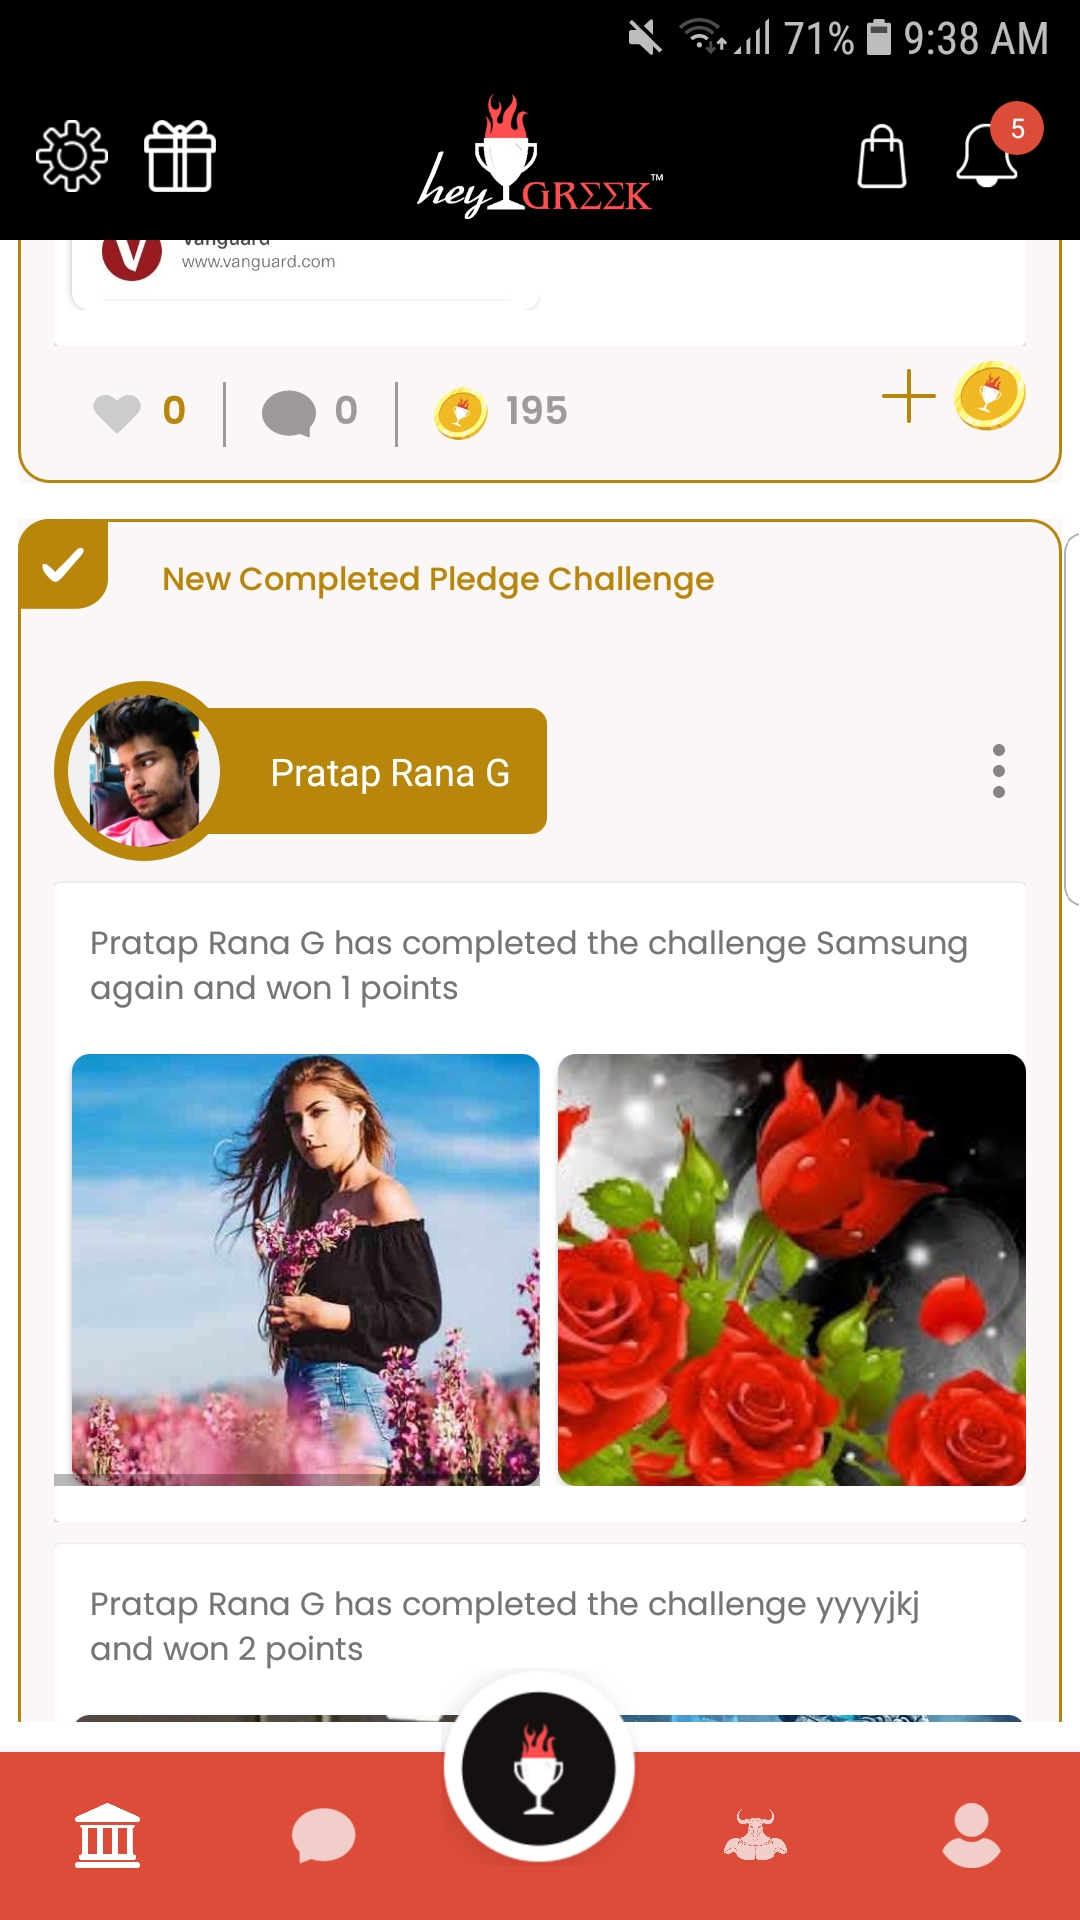 71% 9:38 AM
hey GRΣΣK™
5
Vanguard
www.vanguard.com
0
0
195
New Completed Pledge Challenge
Pratap Rana G
Pratap Rana G has completed the challenge Samsung
again and won 1 points
Pratap Rana G has completed the challenge yyyyjkj
and won 2 points